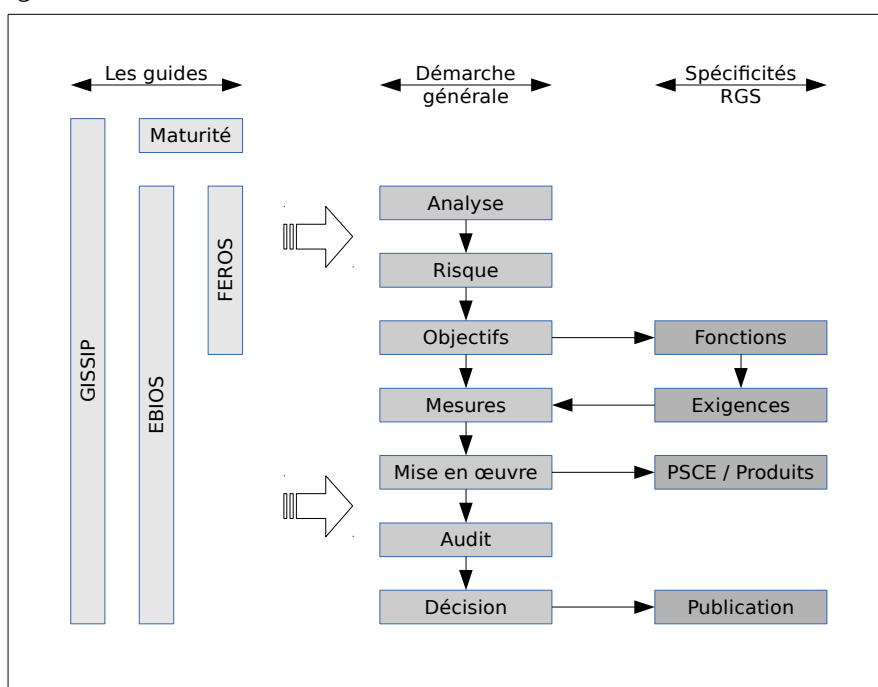 Les guides
Démarche
générale
Spécificités
RGS
Maturité
GISSIP
EBIOS
FEROS
Analyse
Risque
Objectifs
Fonctions
Mesures
Exigences
Mise en œuvre
PSCE / Produits
Audit
Décision
Publication